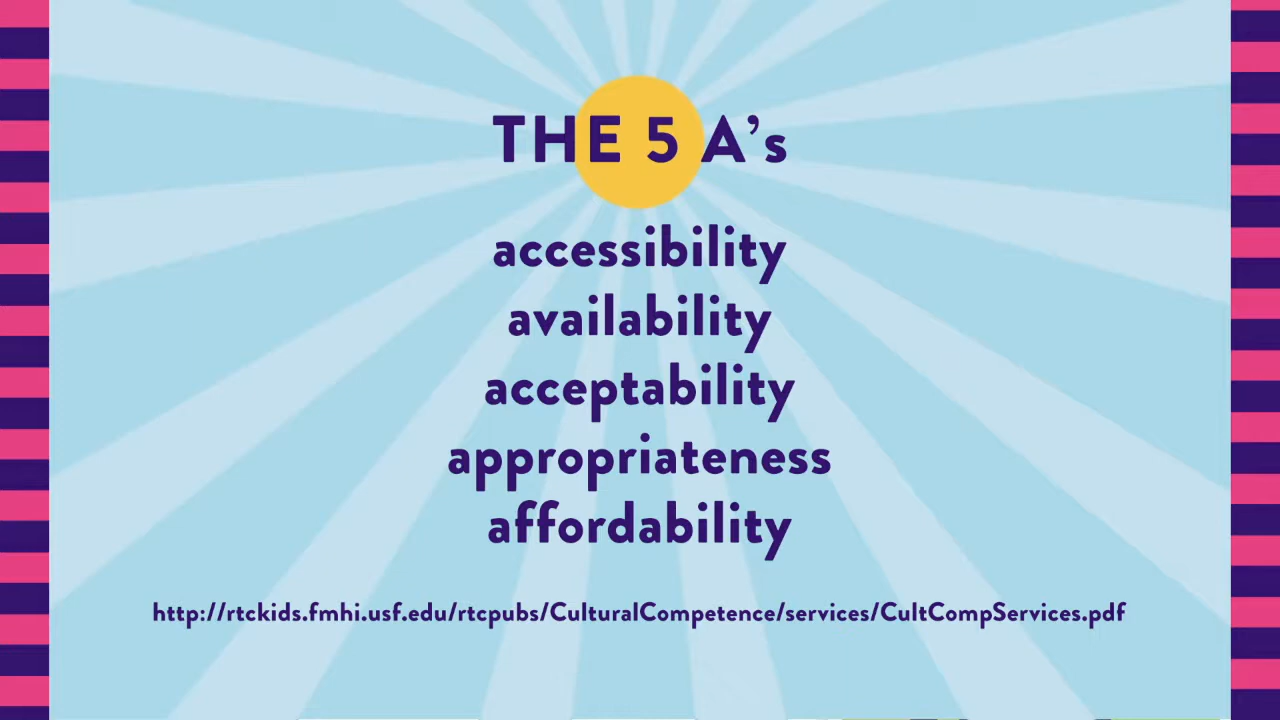 THE 5 A’s
accessibility
availability
acceptability
appropriateness
affordability
http://rtckids.fmhi.usf.edu/rtcpubs/CulturalCompetence/services/CultCompServices.pdf